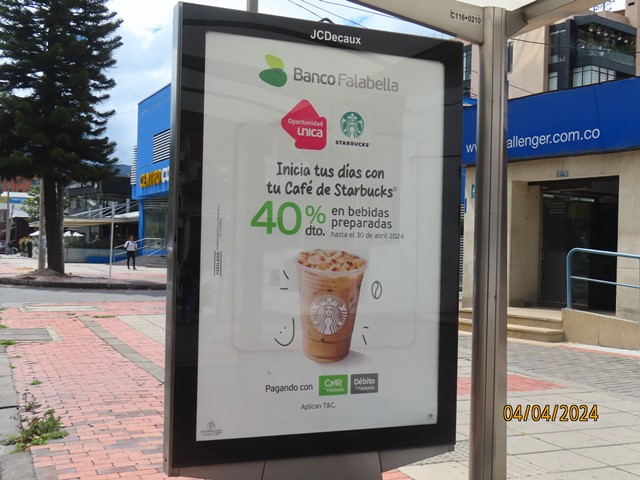 C116+0210
JCDecaux
Banco Falabella
Oportunidad
única
STARBUCKS
Inicia tus días con
tu Café de Starbucks®
40% dto. en bebidas
preparadas
hasta el 30 de abril 2024
Pagando con CMR Débito
Aplican T&C.
VIGILADO
CENTRO
allenger.com.co
04/04/2024